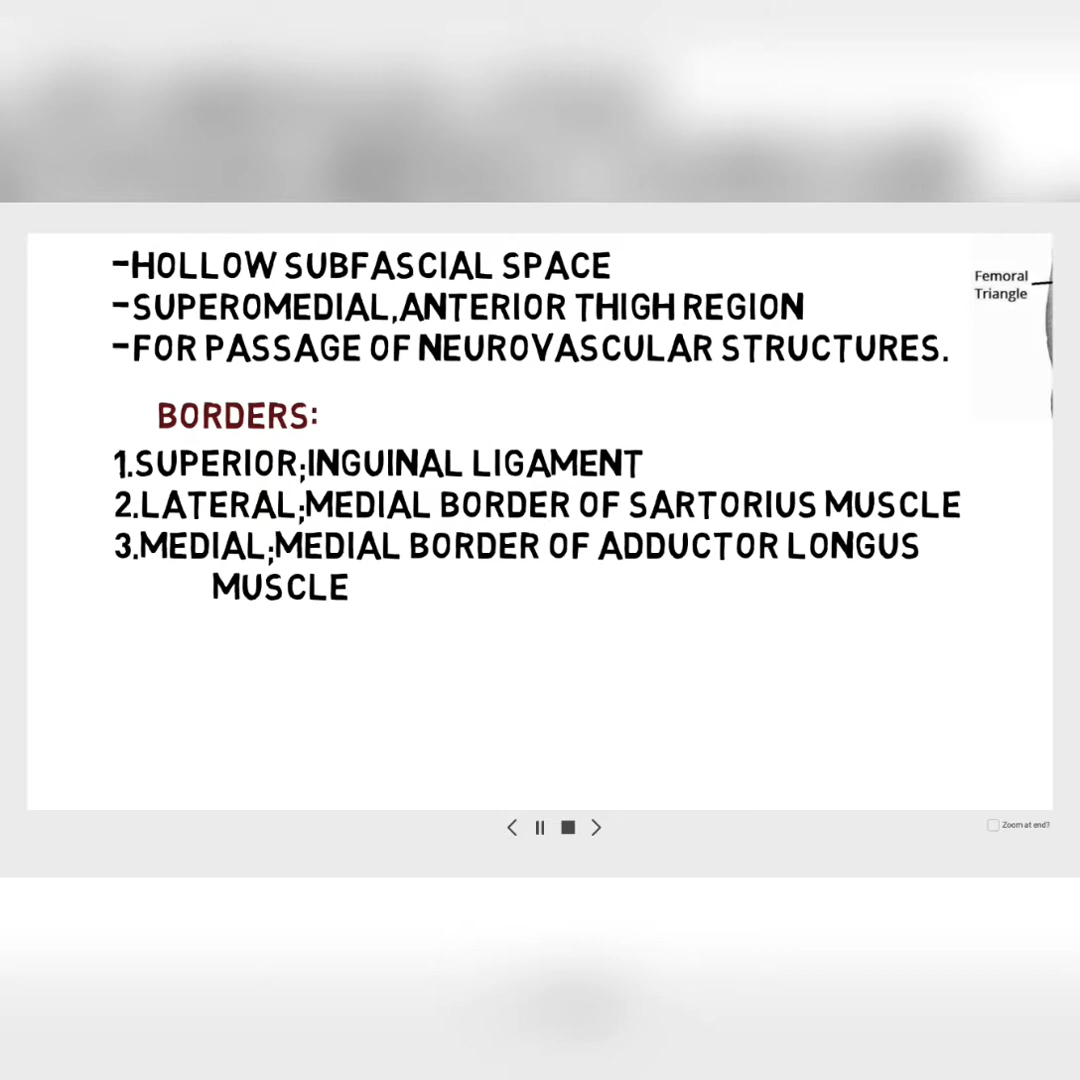 -HOLLOW SUBFASCIAL SPACE
-SUPEROMEDIAL,ANTERIOR THIGH REGION
-FOR PASSAGE OF NEUROVASCULAR STRUCTURES.
Femoral
Triangle
BORDERS:
1.SUPERIOR;INGUINAL LIGAMENT
2.LATERAL;MEDIAL BORDER OF SARTORIUS MUSCLE
3.MEDIAL;MEDIAL BORDER OF ADDUCTOR LONGUS
MUSCLE
Zoom at end?